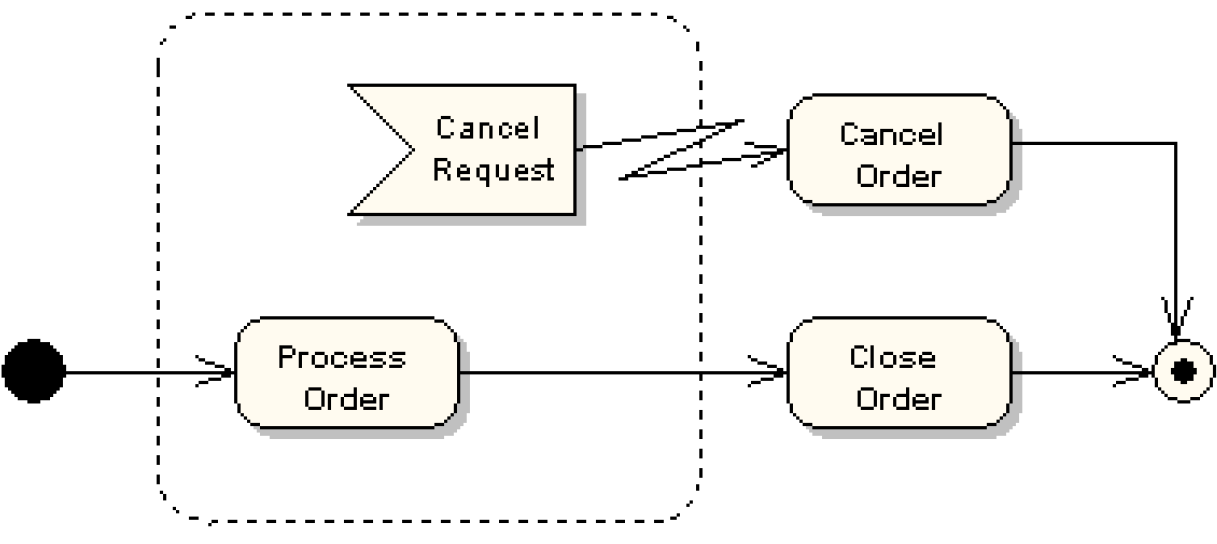 Cancel
Request
Cancel
Order
Process
Order
Close
Order